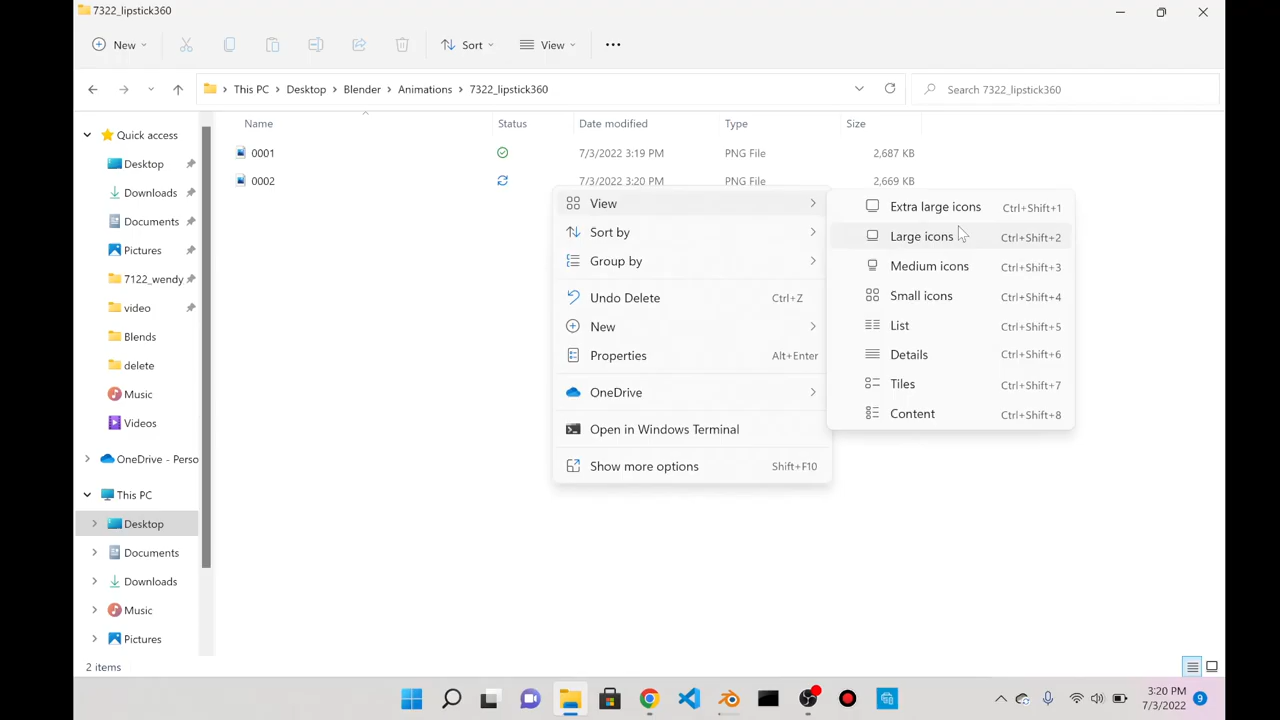 7322_lipstick360
New
Sort
View
This PC > Desktop > Blender > Animations > 7322_lipstick360
Search 7322_lipstick360
Name Status Date modified Type Size
0001 7/3/2022 3:19 PM PNG File 2,687 KB
0002 7/3/2022 3:20 PM PNG File 2,669 KB
Quick access
Desktop
Downloads
Documents
Pictures
7122_wendy
video
Blends
delete
Music
Videos
OneDrive - Perso
This PC
Desktop
Documents
Downloads
Music
Pictures
View
Sort by
Group by
Undo Delete Ctrl+Z
New
Properties Alt+Enter
OneDrive
Open in Windows Terminal
Show more options Shift+F10
Extra large icons Ctrl+Shift+1
Large icons Ctrl+Shift+2
Medium icons Ctrl+Shift+3
Small icons Ctrl+Shift+4
List Ctrl+Shift+5
Details Ctrl+Shift+6
Tiles Ctrl+Shift+7
Content Ctrl+Shift+8
2 items
3:20 PM
7/3/2022
9